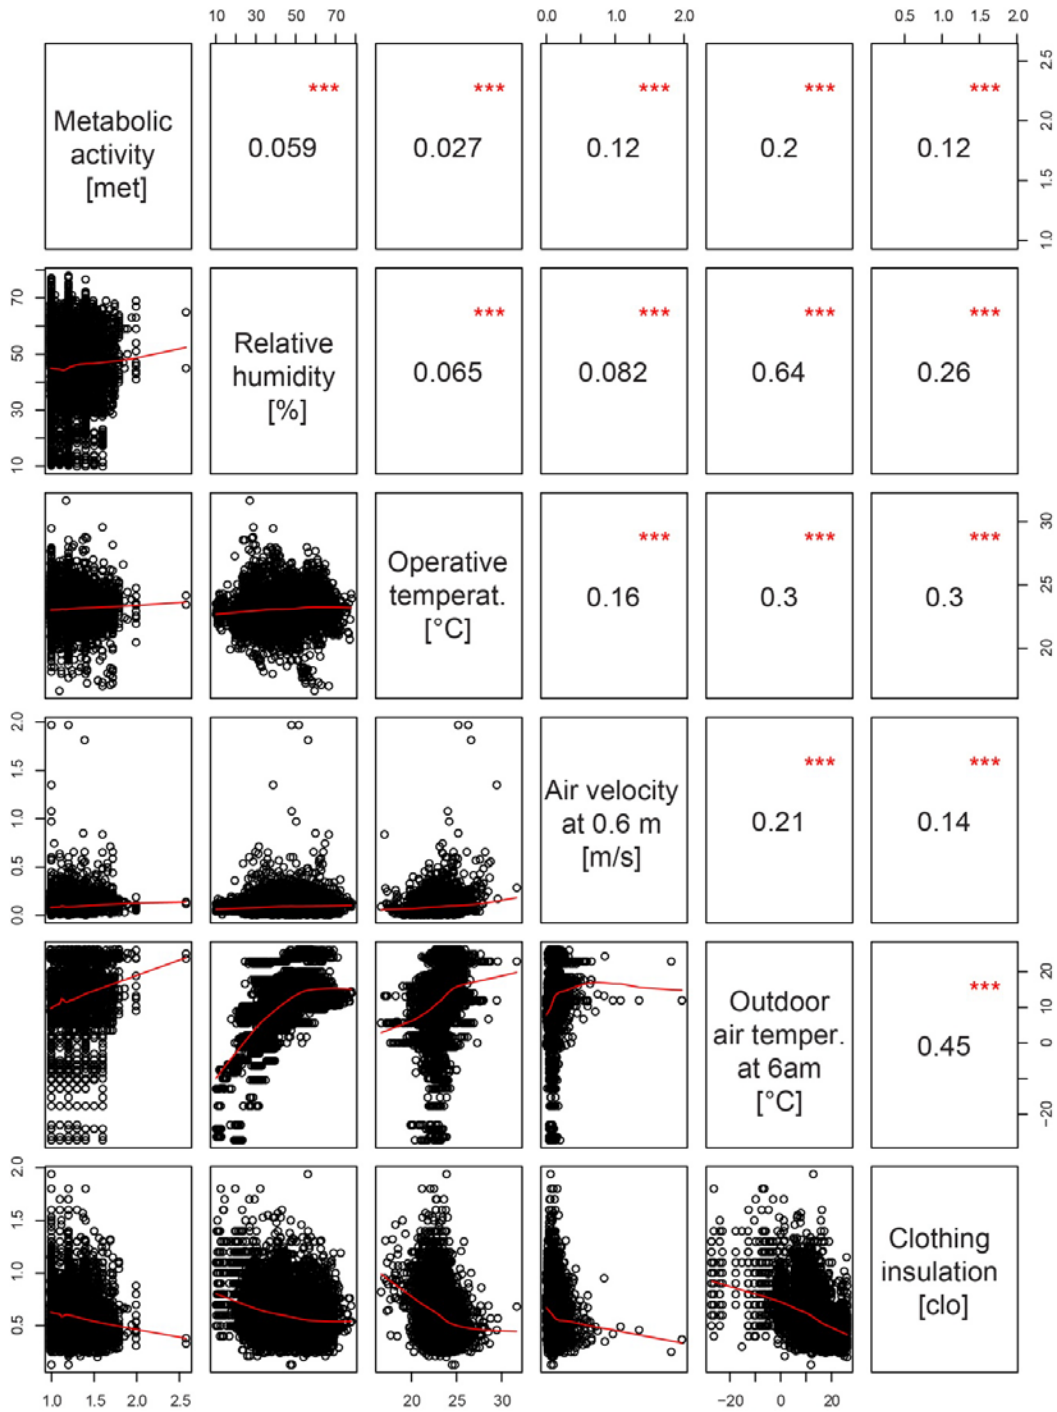 10 30 50 70
0.0 1.0 2.0
0.5 1.0 1.5 2.0
Metabolic
activity
[met]
***
0.059
***
0.027
***
0.12
***
0.2
***
0.12
1.0 1.5 2.0 2.5
10 30 50 70
Relative
humidity
[%]
***
0.065
***
0.082
***
0.64
***
0.26
Operative
temperat.
[°C]
***
0.16
***
0.3
***
0.3
20 25 30
0.0 0.5 1.0 1.5 2.0
Air velocity
at 0.6 m
[m/s]
***
0.21
***
0.14
Outdoor
air temper.
at 6am
[°C]
***
0.45
−20 0 10 20
0.5 1.0 1.5 2.0
Clothing
insulation
[clo]
1.0 1.5 2.0 2.5
20 25 30
−20 0 10 20